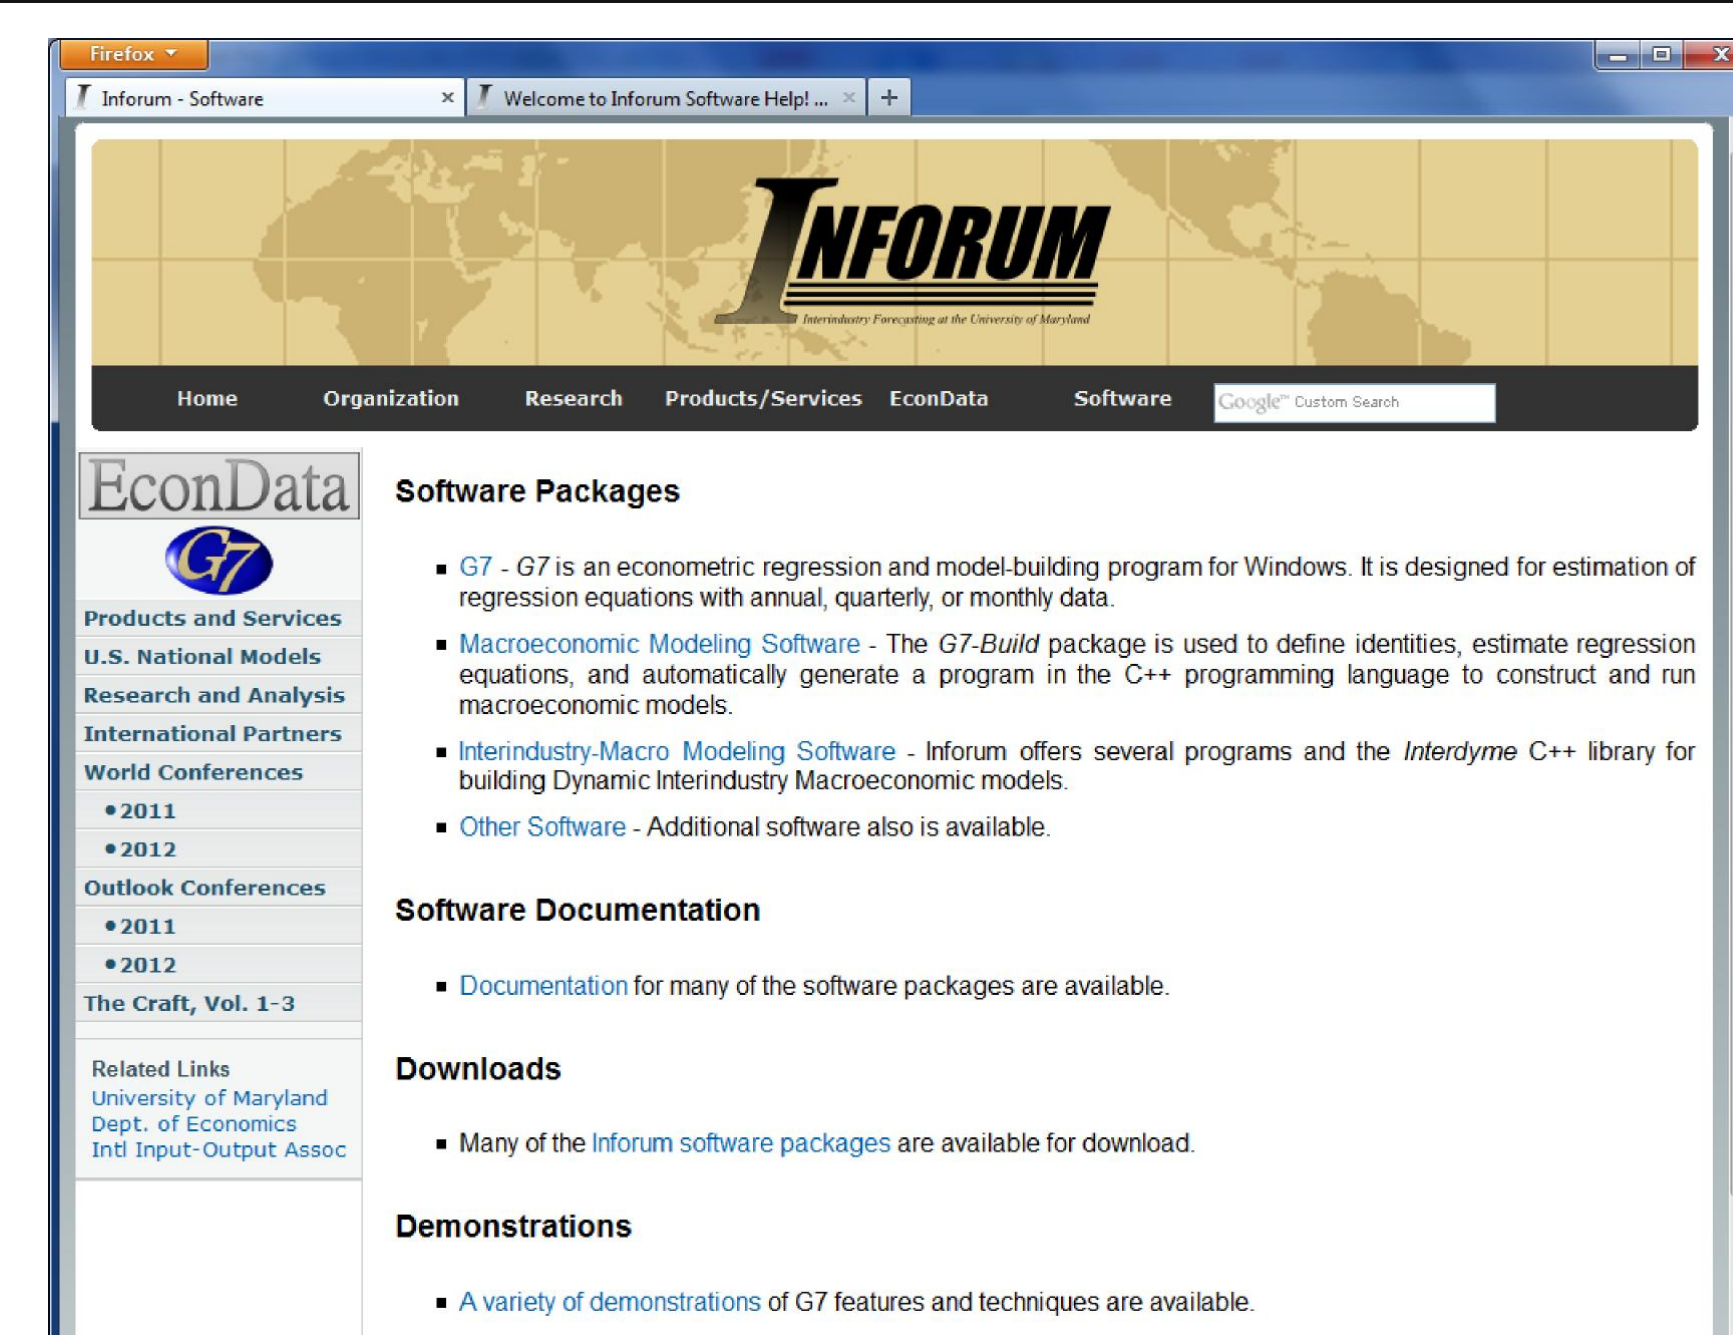 Firefox
Inforum - Software
Welcome to Inforum Software Help! ...
INFORUM
Interindustry Forecasting at the University of Maryland
Home Organization Research Products/Services EconData Software Google™ Custom Search
EconData
G7
Products and Services
U.S. National Models
Research and Analysis
International Partners
World Conferences
•2011
•2012
Outlook Conferences
•2011
•2012
The Craft, Vol. 1-3
Related Links
University of Maryland
Dept. of Economics
Intl Input-Output Assoc
Software Packages
▪ G7 - G7 is an econometric regression and model-building program for Windows. It is designed for estimation of
regression equations with annual, quarterly, or monthly data.
▪ Macroeconomic Modeling Software - The G7-Build package is used to define identities, estimate regression
equations, and automatically generate a program in the C++ programming language to construct and run
macroeconomic models.
▪ Interindustry-Macro Modeling Software - Inforum offers several programs and the Interdyme C++ library for
building Dynamic Interindustry Macroeconomic models.
▪ Other Software - Additional software also is available.
Software Documentation
▪ Documentation for many of the software packages are available.
Downloads
▪ Many of the Inforum software packages are available for download.
Demonstrations
▪ A variety of demonstrations of G7 features and techniques are available.